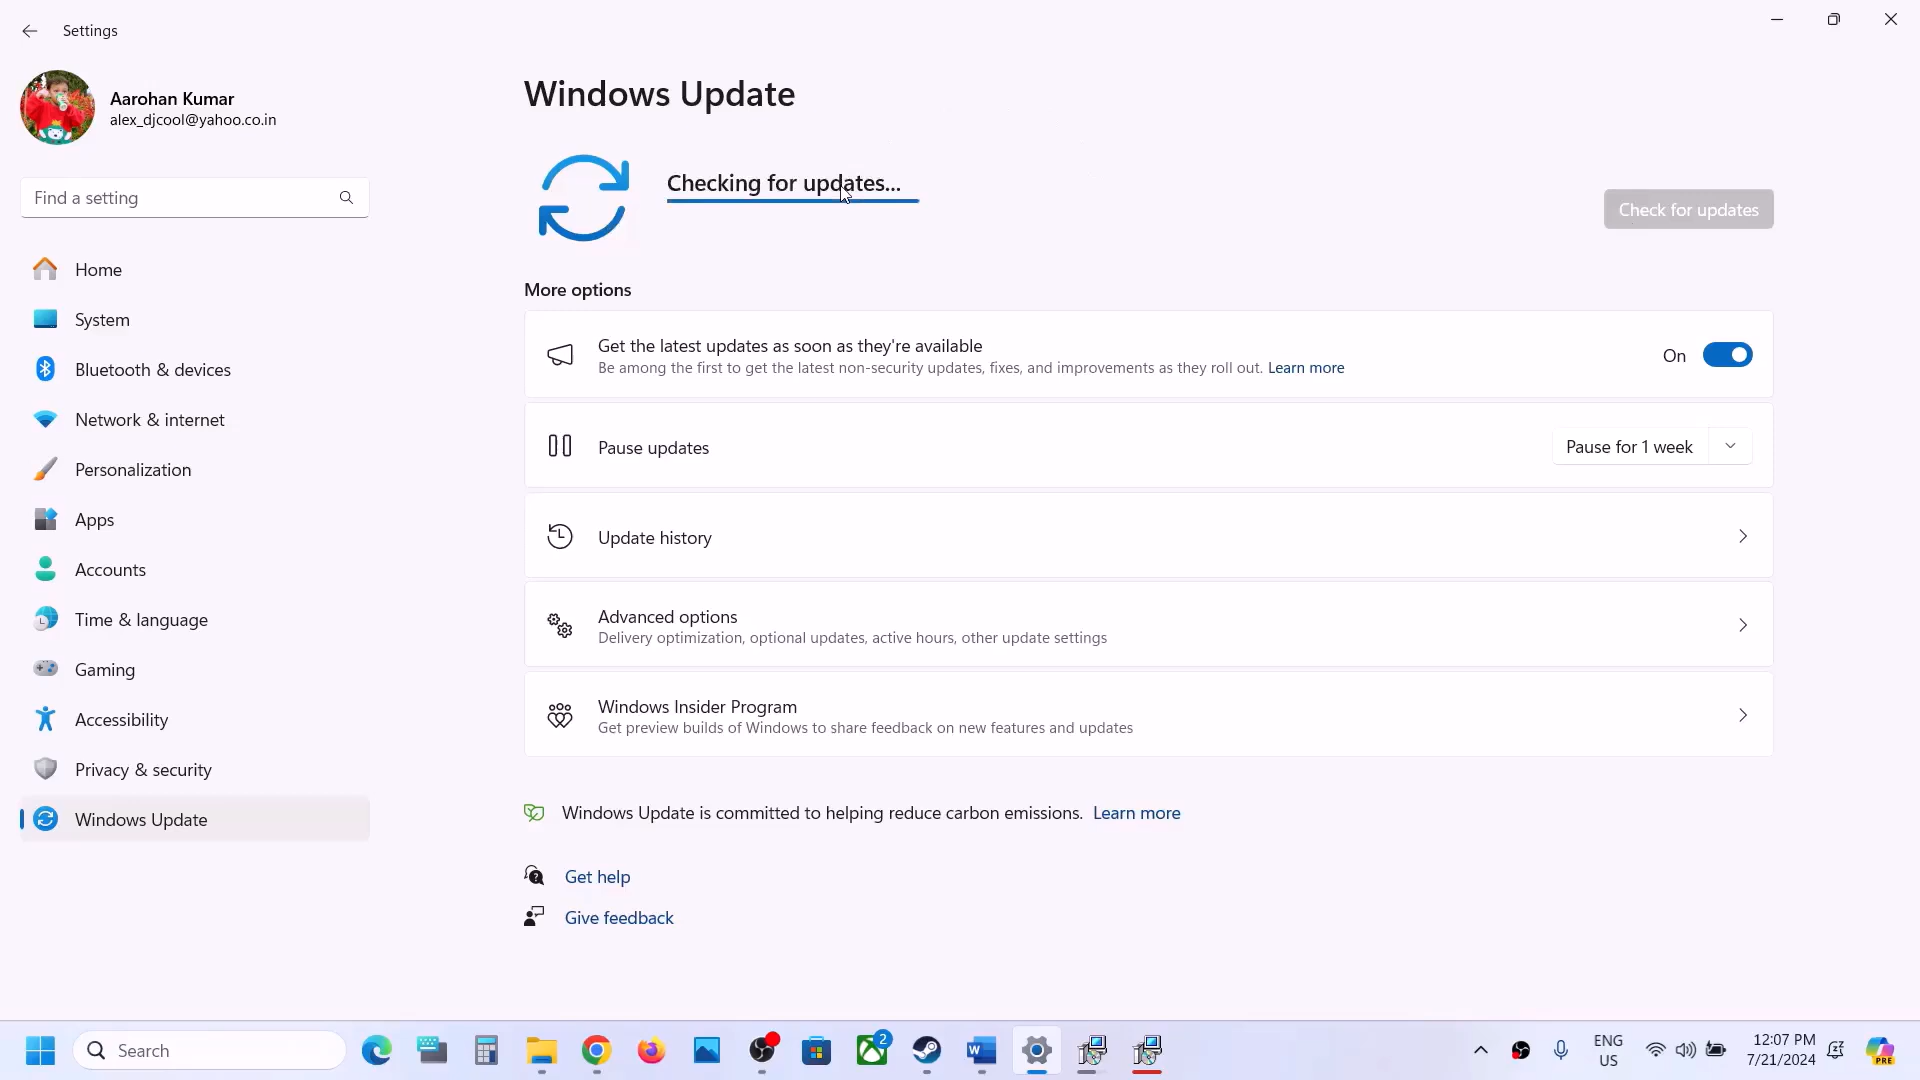 Settings
Aarohan Kumar
alex_djcool@yahoo.co.in
Find a setting
Home
System
Bluetooth & devices
Network & internet
Personalization
Apps
Accounts
Time & language
Gaming
Accessibility
Privacy & security
Windows Update
Windows Update
Checking for updates...
Check for updates
More options
Get the latest updates as soon as they're available
Be among the first to get the latest non-security updates, fixes, and improvements as they roll out. Learn more
On
Pause updates
Pause for 1 week
Update history
Advanced options
Delivery optimization, optional updates, active hours, other update settings
Windows Insider Program
Get preview builds of Windows to share feedback on new features and updates
Windows Update is committed to helping reduce carbon emissions. Learn more
Get help
Give feedback
Search
2
W
ENG
US
12:07 PM
7/21/2024
PRE